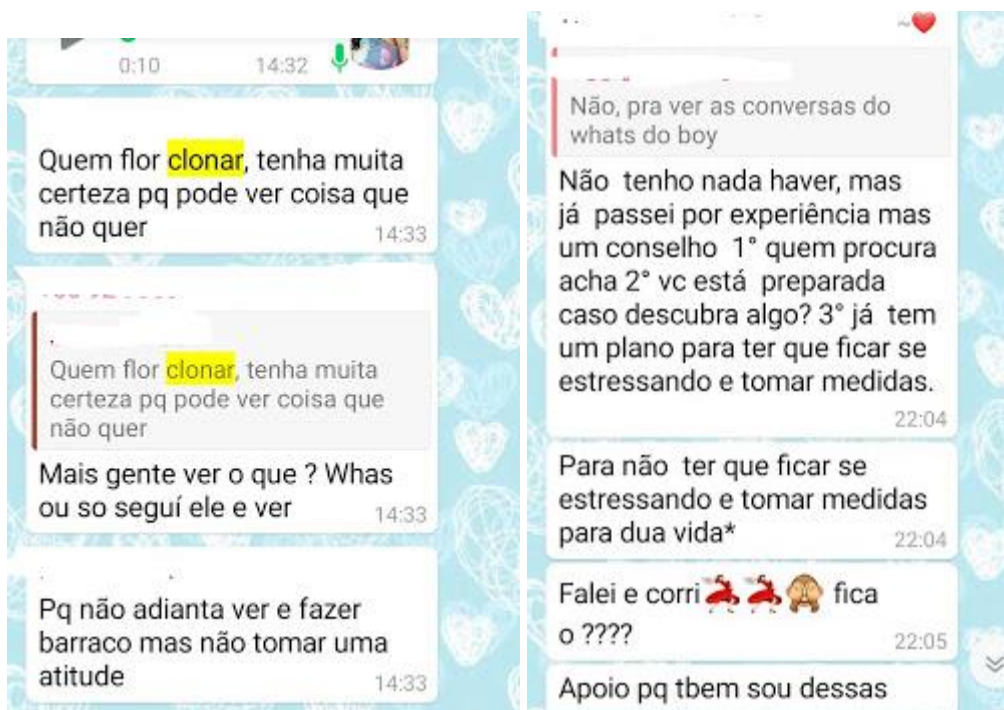 0:10 14:32
Quem flor clonar, tenha muita
certeza pq pode ver coisa que
não quer 14:33
Quem flor clonar, tenha muita
certeza pq pode ver coisa que
não quer
Mais gente ver o que ? Whas
ou so seguí ele e ver 14:33
Pq não adianta ver e fazer
barraco mas não tomar uma
atitude 14:33
~❤️
Não, pra ver as conversas do
whats do boy
Não tenho nada haver, mas
já passei por experiência mas
um conselho 1° quem procura
acha 2° vc está preparada
caso descubra algo? 3° já tem
um plano para ter que ficar se
estressando e tomar medidas.
22:04
Para não ter que ficar se
estressando e tomar medidas
para dua vida* 22:04
Falei e corri 🙈 fica
o ???? 22:05
Apoio pq tbem sou dessas